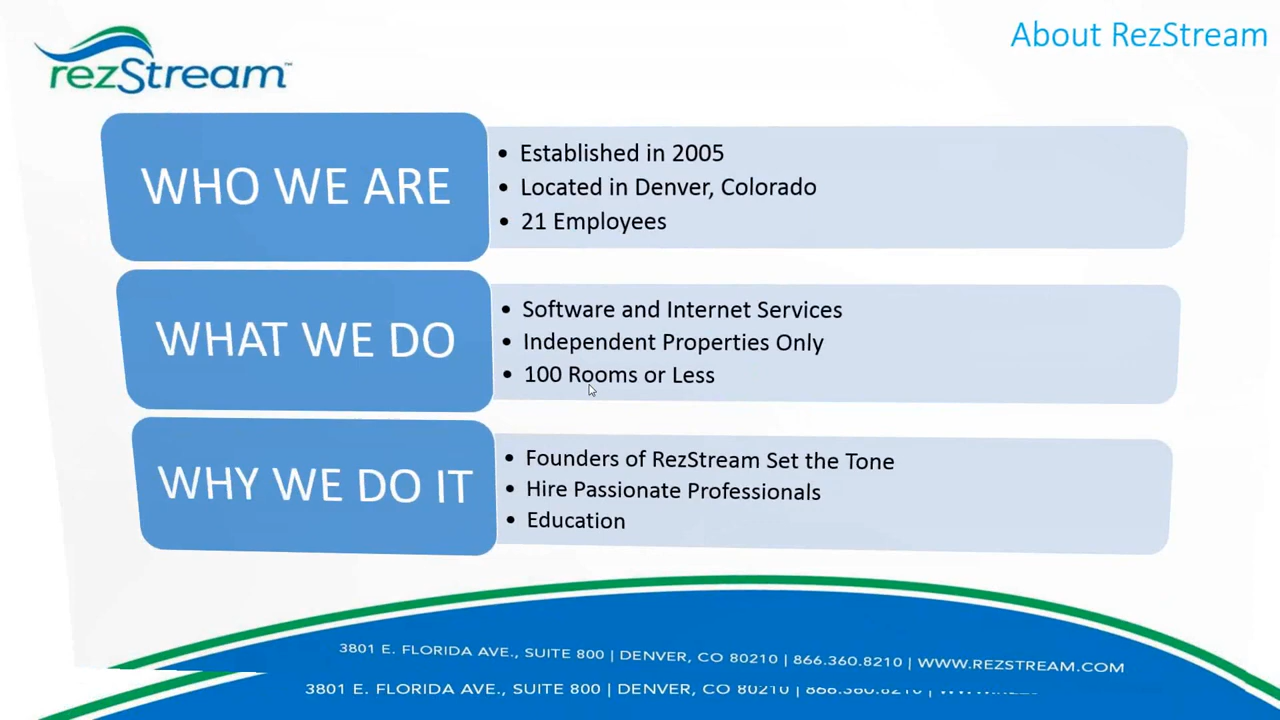 About RezStream
rezStream™
WHO WE ARE
• Established in 2005
• Located in Denver, Colorado
• 21 Employees
WHAT WE DO
• Software and Internet Services
• Independent Properties Only
• 100 Rooms or Less
WHY WE DO IT
• Founders of RezStream Set the Tone
• Hire Passionate Professionals
• Education
3801 E. FLORIDA AVE., SUITE 800 | DENVER, CO 80210 | 866.360.8210 | WWW.REZSTREAM.COM
3801 E. FLORIDA AVE., SUITE 800 | DENVER, CO 80210 | 866.360.8210 |